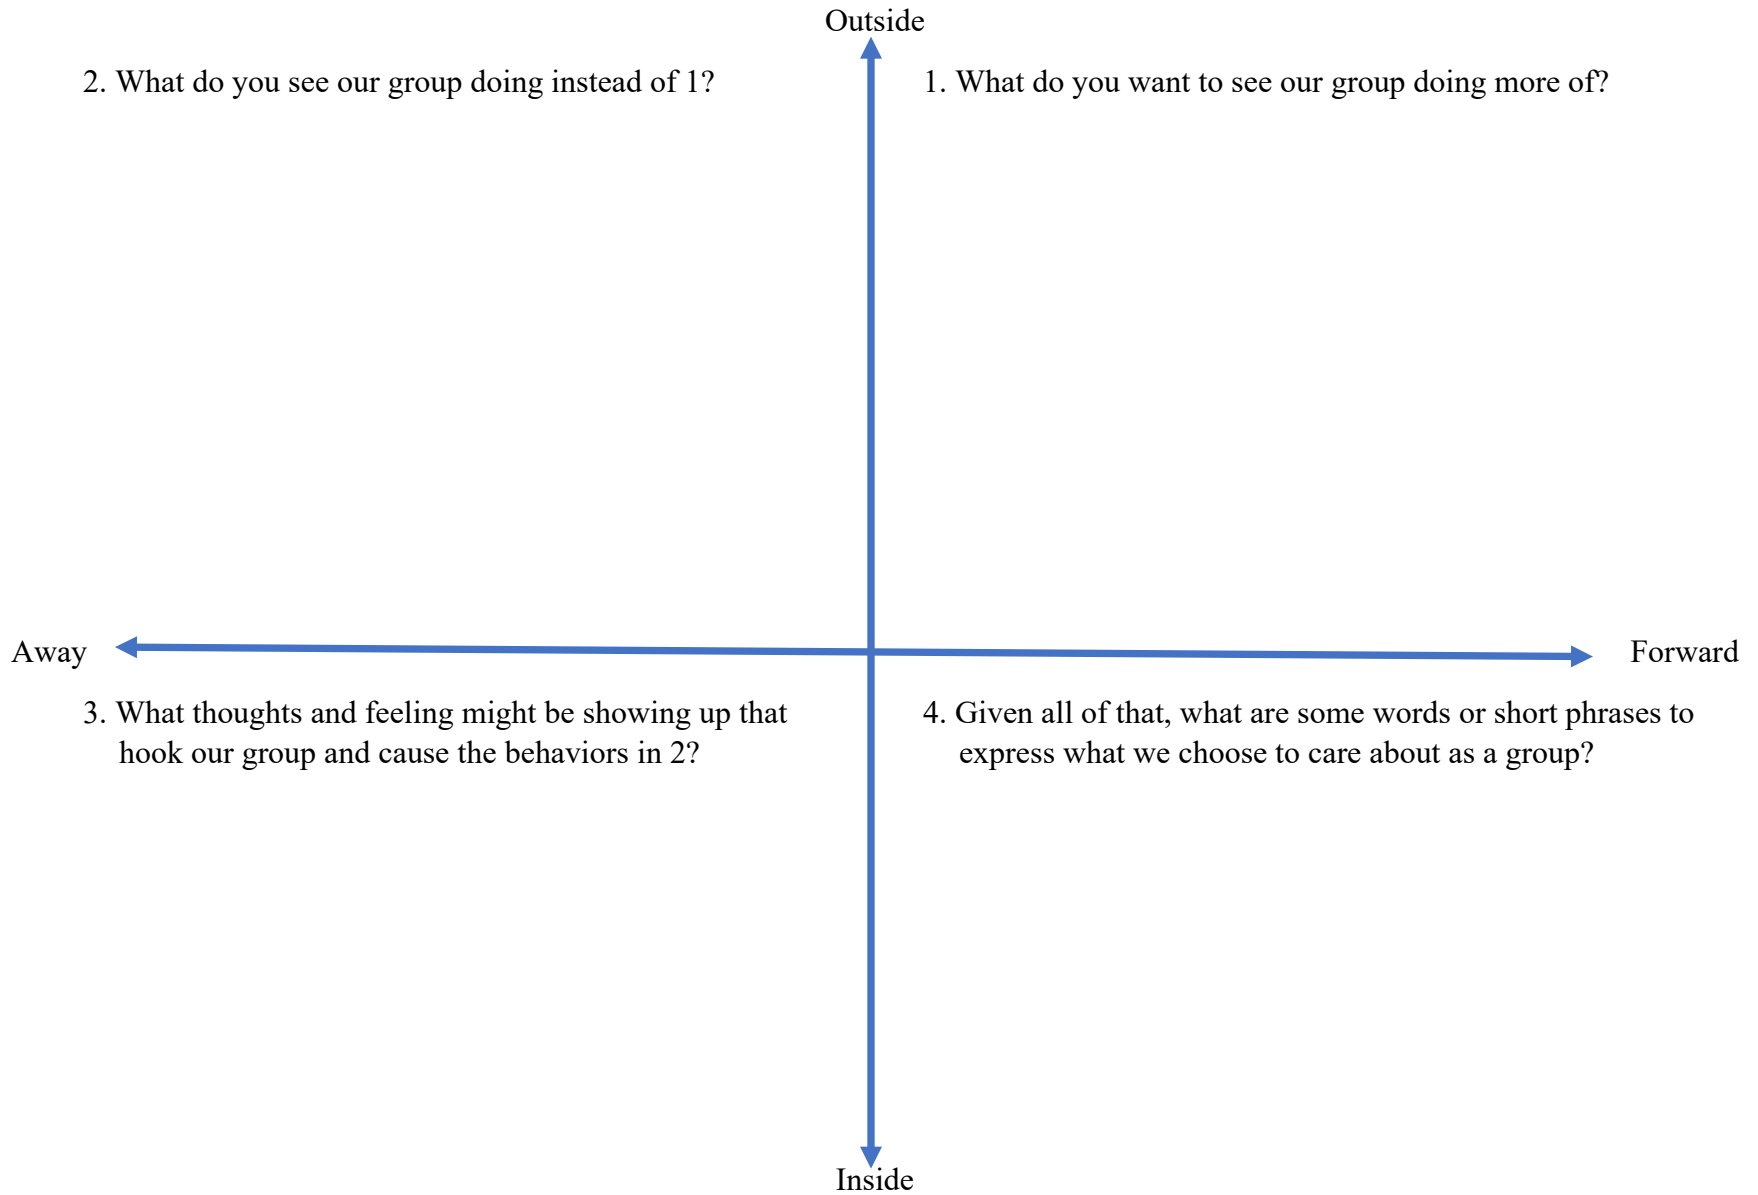 Outside
2. What do you see our group doing instead of 1?
1. What do you want to see our group doing more of?
Away
Forward
3. What thoughts and feeling might be showing up that
hook our group and cause the behaviors in 2?
4. Given all of that, what are some words or short phrases to
express what we choose to care about as a group?
Inside